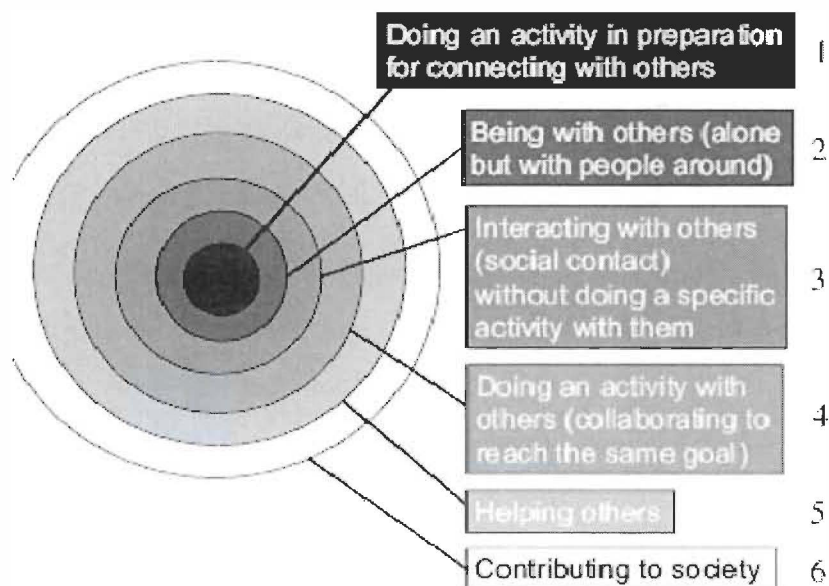 Doing an activity in preparation
for connecting with others
1
Being with others (alone
but with people around)
2
Interacting with others
(social contact)
without doing a specific
activity with them
3
Doing an activity with
others (collaborating to
reach the same goal)
4
Helping others
5
Contributing to society
6